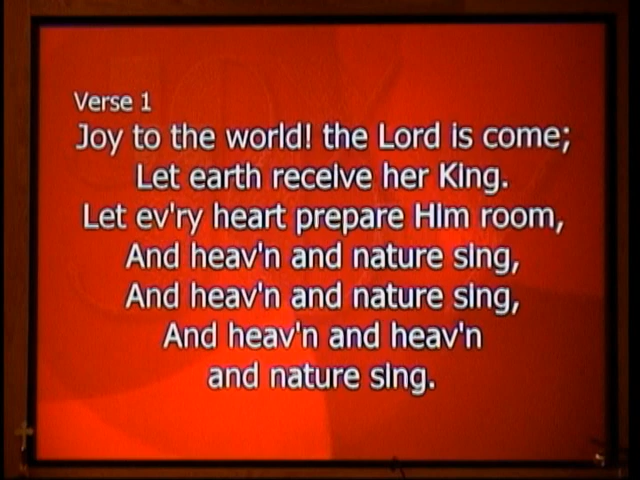 Verse 1
Joy to the world! the Lord is come;
Let earth receive her King.
Let ev'ry heart prepare Him room,
And heav'n and nature sing,
And heav'n and nature sing,
And heav'n and heav'n
and nature sing.